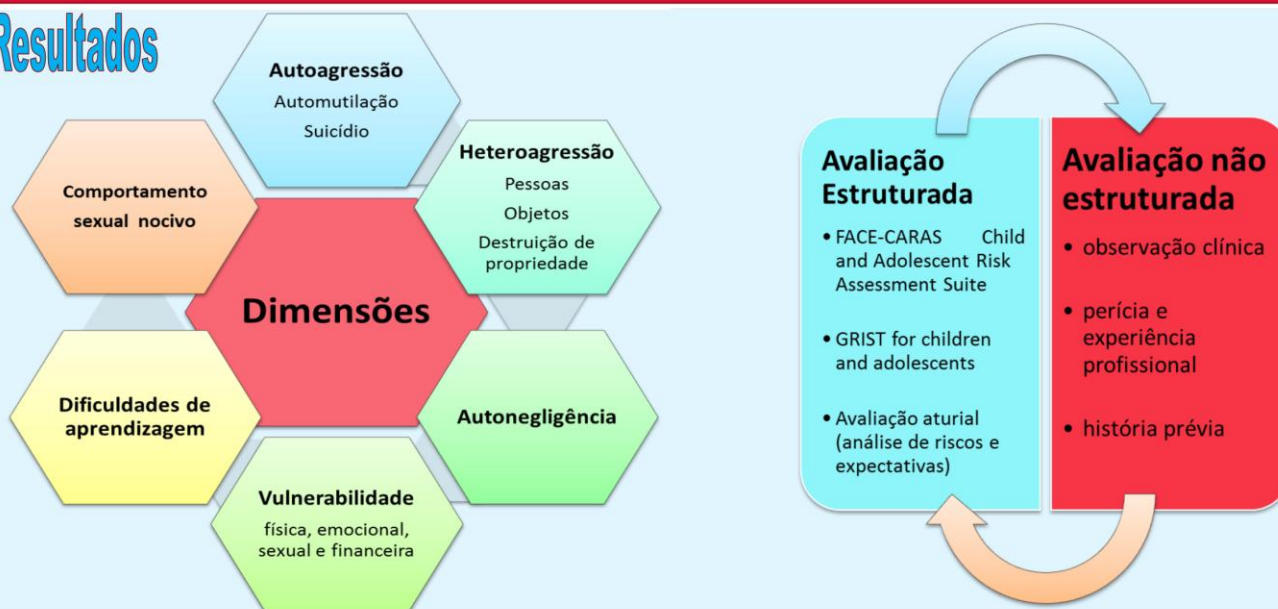 Resultados
Autoagressão
Automutilação
Suicídio
Heteroagressão
Pessoas
Objetos
Destruição de
propriedade
Autonegligência
Vulnerabilidade
física, emocional,
sexual e financeira
Dificuldades de
aprendizagem
Comportamento
sexual nocivo
Dimensões
Avaliação
Estruturada
• FACE-CARAS Child
and Adolescent Risk
Assessment Suite
• GRIST for children
and adolescents
• Avaliação aturial
(análise de riscos e
expectativas)
Avaliação não
estruturada
• observação clínica
• perícia e
experiência
profissional
• história prévia